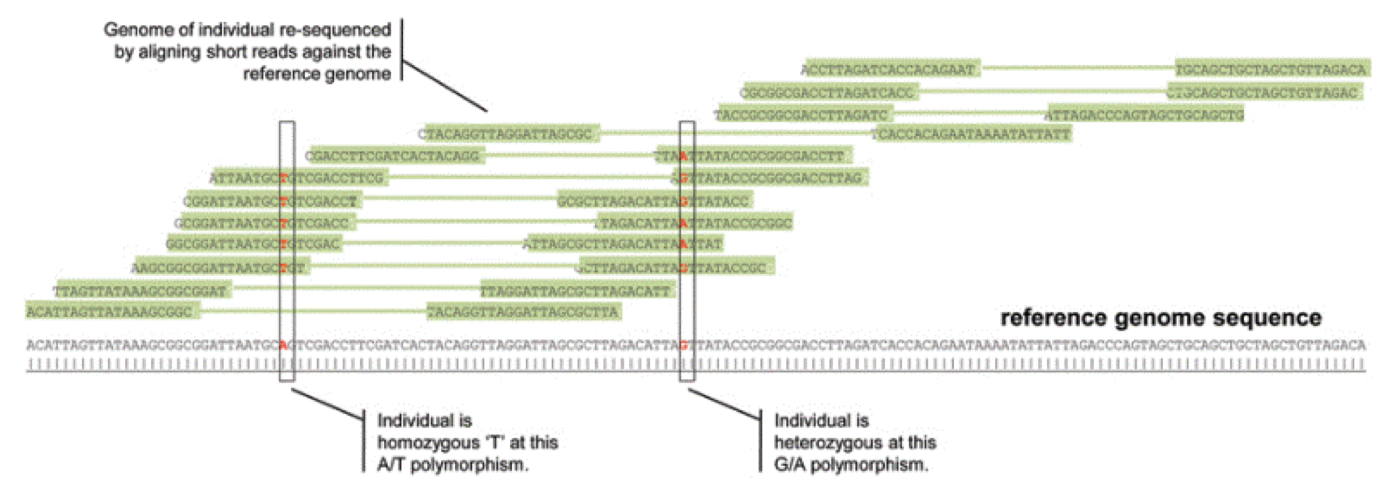 Genome of individual re-sequenced
by aligning short reads against the
reference genome
ACCTTAGATCACCACAGAAT TGCAGCTGCTAGCTGTTAGACA
CGCGGCGACCTTAGATCACC CTGCAGCTGCTAGCTGTTAGAC
TACCGCGGCGACCTTAGATC ATTAGACCCAGTAGCTGCAGCTG
CTACAGGTTAGGATTAGCGC TCACCACAGAATAAAATATTATT
CGACCTTCGATCACTACAGG TTAATTATACCGCGGCGACCTT
ATTAATGCTGTCGACCTTCG AGTTATACCGCGGCGACCTTAG
CGGATTAATGCTGTCGACCT GCGCTTAGACATTAGTTATACC
GCGGATTAATGCTGTCGACC TAGACATTAATTATACCGCGGC
GGCGGATTAATGCTGTCGAC ATTAGCGCTTAGACATTAATTAT
AAGCGGCGGATTAATGCTGT GCTTAGACATTAGTTATACCGC
TTAGTTATAAAGCGGCGGAT TTAGGATTAGCGCTTAGACATT
ACATTAGTTATAAAGCGGC TACAGGTTAGGATTAGCGCTTA
reference genome sequence
ACATTAGTTATAAAGCGGCGGATTAATGCAGTCGACCTTCGATCACTACAGGTTAGGATTAGCGCTTAGACATTAGTTATACCGCGGCGACCTTAGATCACCACAGAATAAAATATTATTAGACCCAGTAGCTGCAGCTGCTAGCTGTTAGACA
Individual is
homozygous 'T' at this
A/T polymorphism.
Individual is
heterozygous at this
G/A polymorphism.